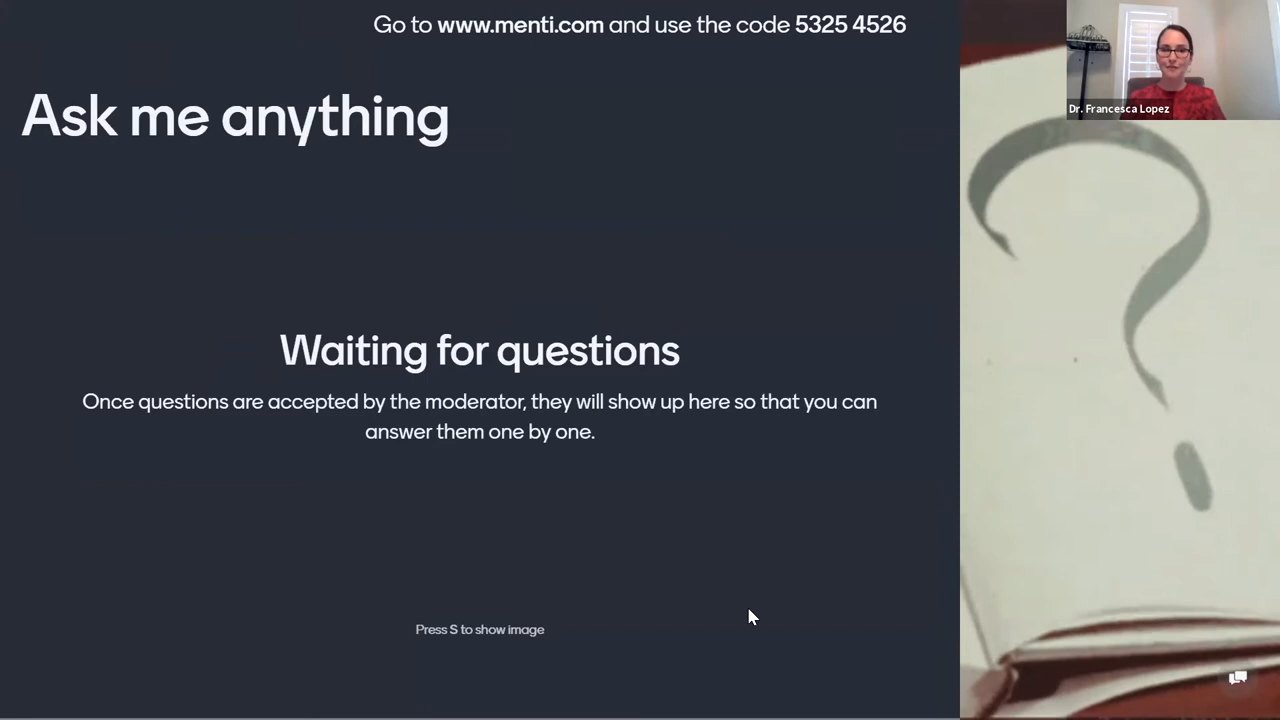 Go to www.menti.com and use the code 5325 4526
Dr. Francesca Lopez
Ask me anything
Waiting for questions
Once questions are accepted by the moderator, they will show up here so that you can
answer them one by one.
Press S to show image